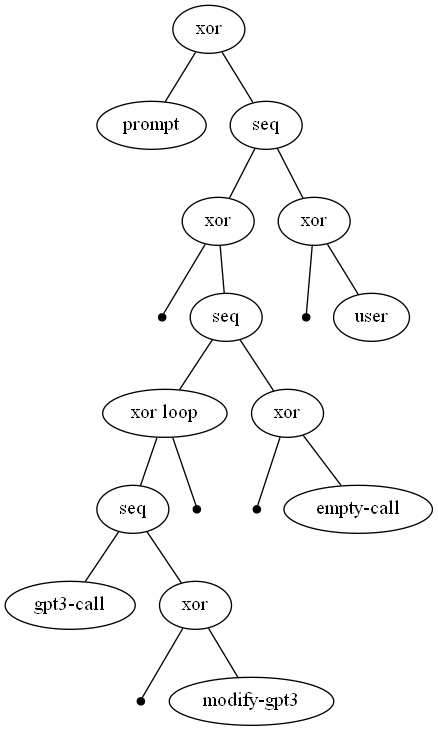 xor
prompt
seq
xor
xor
seq
user
xor loop
xor
seq
empty-call
gpt3-call
xor
modify-gpt3